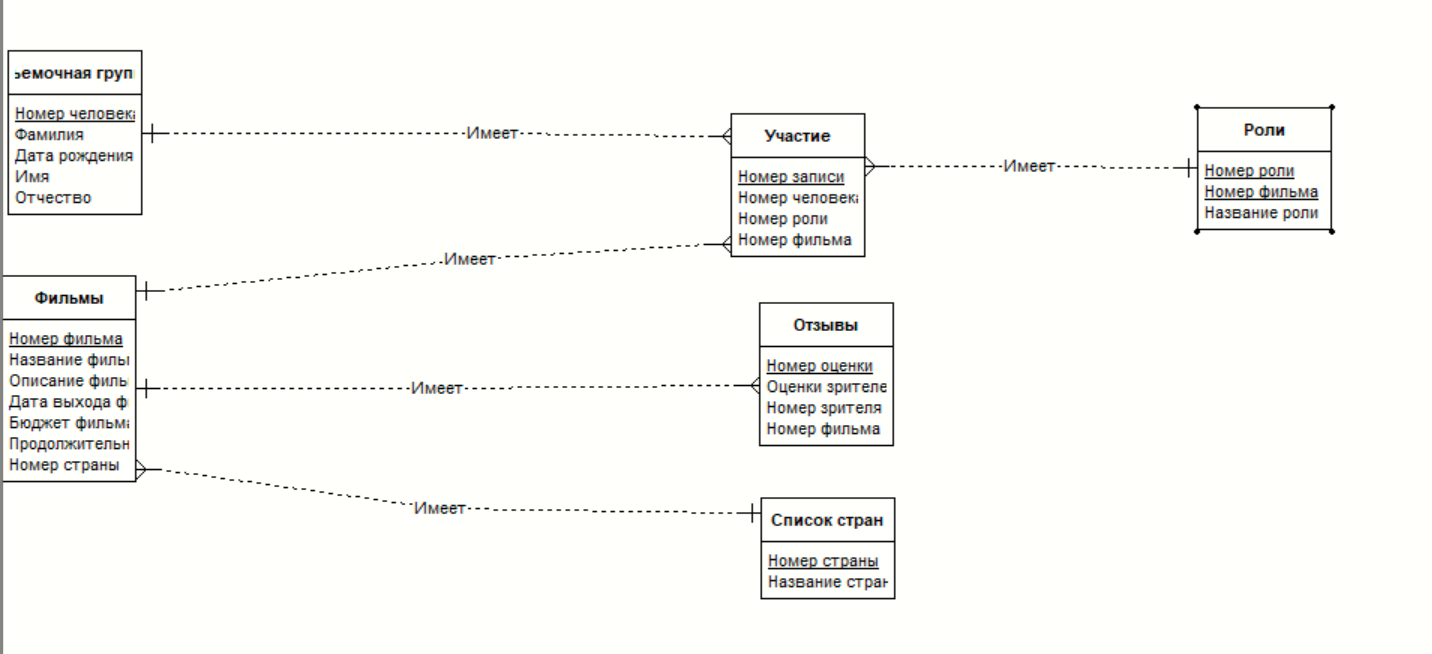 ъемочная груп
Номер человека
Фамилия
Дата рождения
Имя
Отчество
Имеет
Участие
Номер записи
Номер человека
Номер роли
Номер фильма
Имеет
Роли
Номер роли
Номер фильма
Название роли
Имеет
Фильмы
Номер фильма
Название филь
Описание филь
Дата выхода ф
Бюджет фильма
Продолжительн
Номер страны
Имеет
Отзывы
Номер оценки
Оценки зрителе
Номер зрителя
Номер фильма
Имеет
Список стран
Номер страны
Название стран